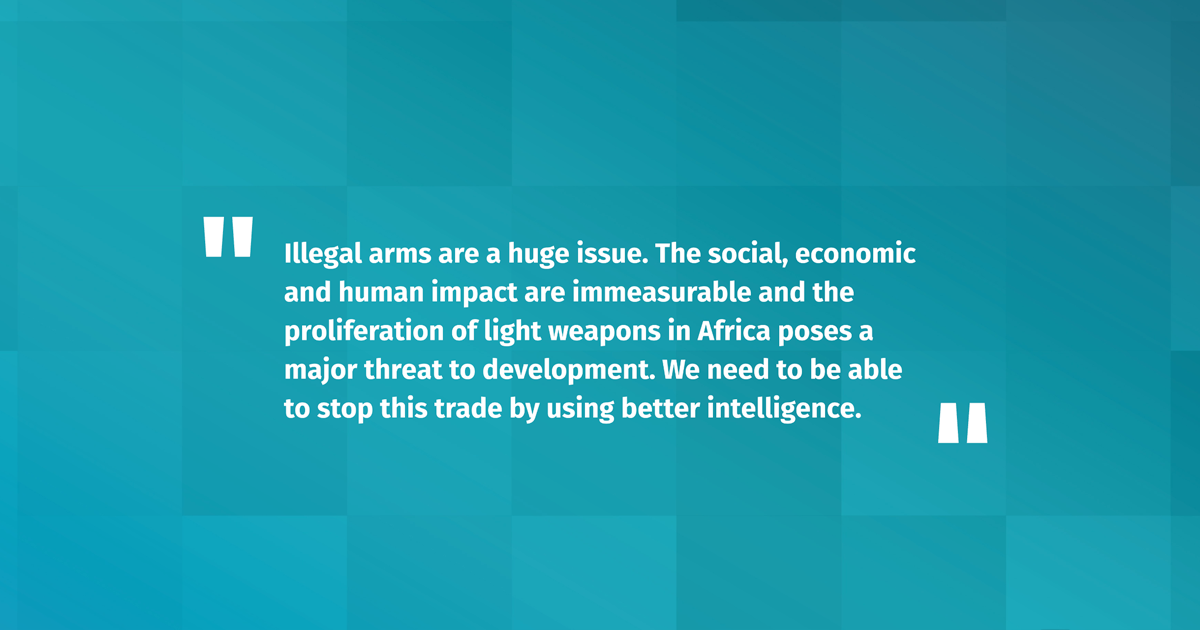 "Illegal arms are a huge issue. The social, economic
and human impact are immeasurable and the
proliferation of light weapons in Africa poses a
major threat to development. We need to be able
to stop this trade by using better intelligence."